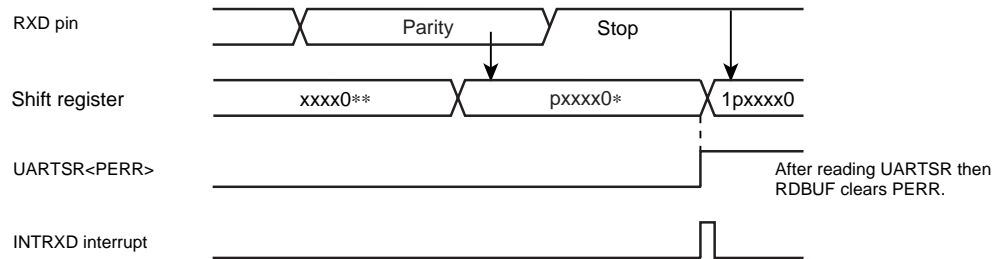 RXD pin
Parity
Stop
Shift register
xxxx0**
pxxxx0*
1pxxxx0
UARTSR<PERR>
After reading UARTSR then
RDBUF clears PERR.
INTRXD interrupt